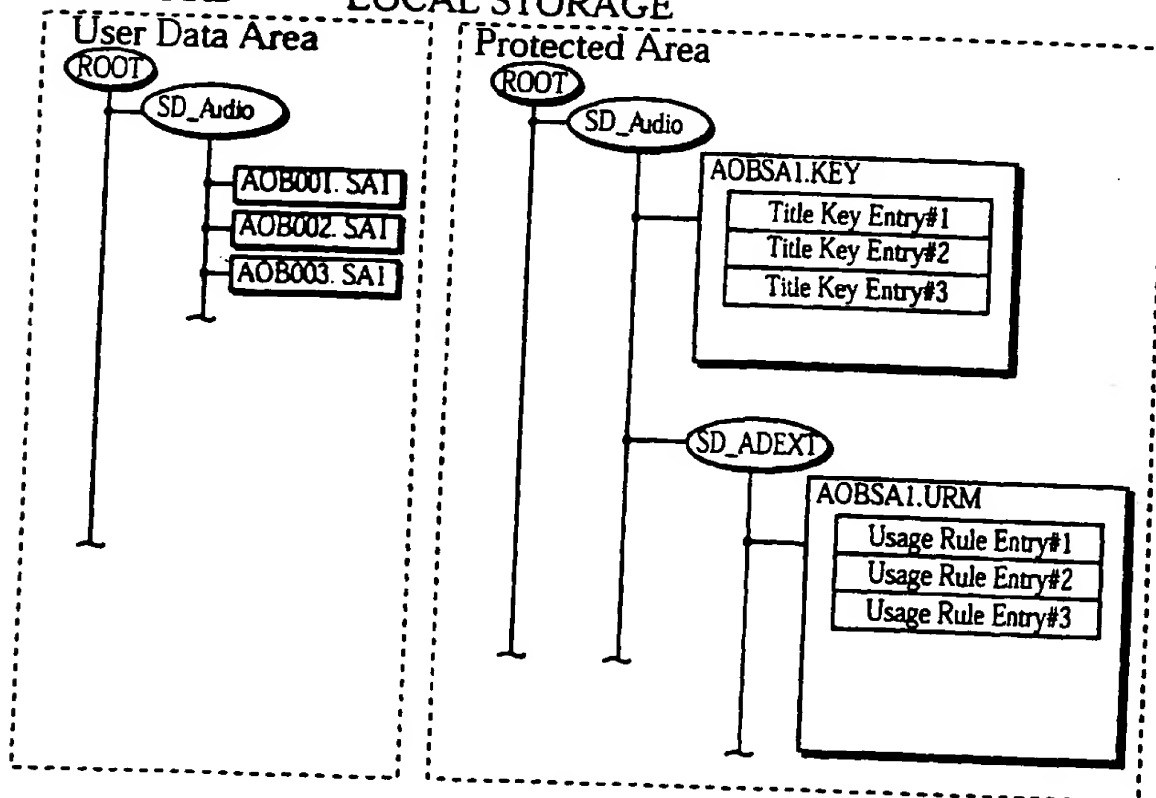 LOCAL STORAGE
User Data Area
ROOT
SD_Audio
AOB001. SA1
AOB002. SA1
AOB003. SA1
Protected Area
ROOT
SD_Audio
AOBSA1.KEY
Title Key Entry#1
Title Key Entry#2
Title Key Entry#3
SD_ADEXT
AOBSA1.URM
Usage Rule Entry#1
Usage Rule Entry#2
Usage Rule Entry#3